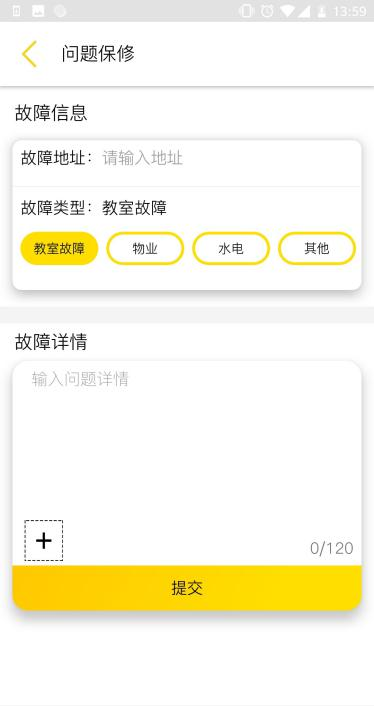 13:59
问题保修
故障信息
故障地址：请输入地址
故障类型：教室故障
教室故障 物业 水电 其他
故障详情
输入问题详情
+
0/120
提交